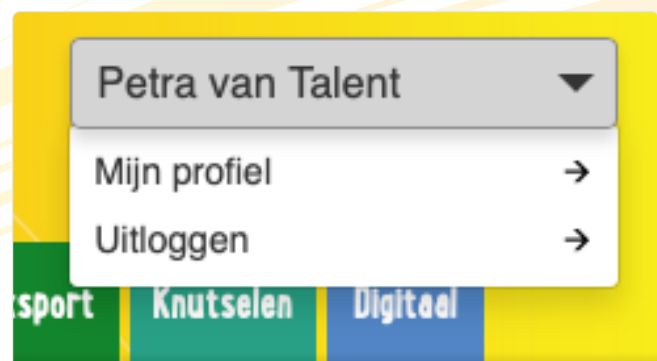 Petra van Talent
Mijn profiel
Uitloggen
Knutselen Digitaal